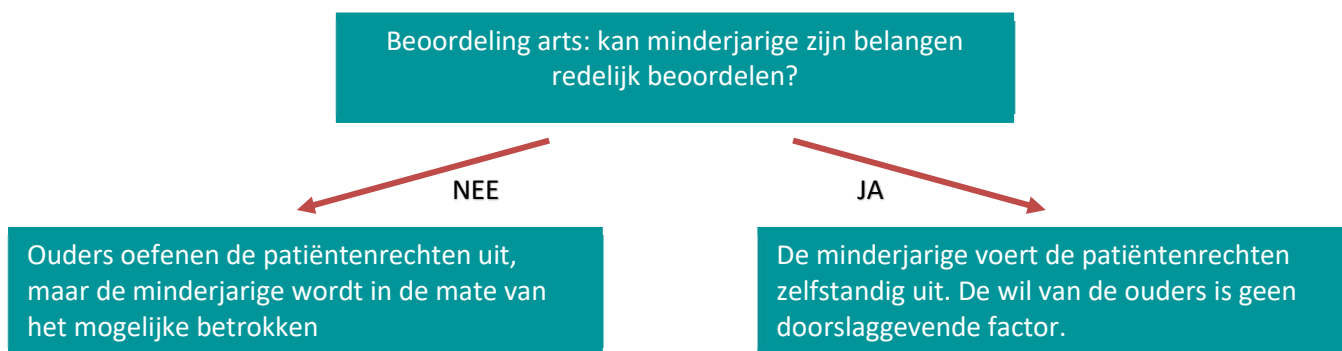 Beoordeling arts: kan minderjarige zijn belangen
redelijk beoordelen?
NEE
JA
Ouders oefenen de patiëntenrechten uit,
maar de minderjarige wordt in de mate van
het mogelijke betrokken
De minderjarige voert de patiëntenrechten
zelfstandig uit. De wil van de ouders is geen
doorslaggevende factor.